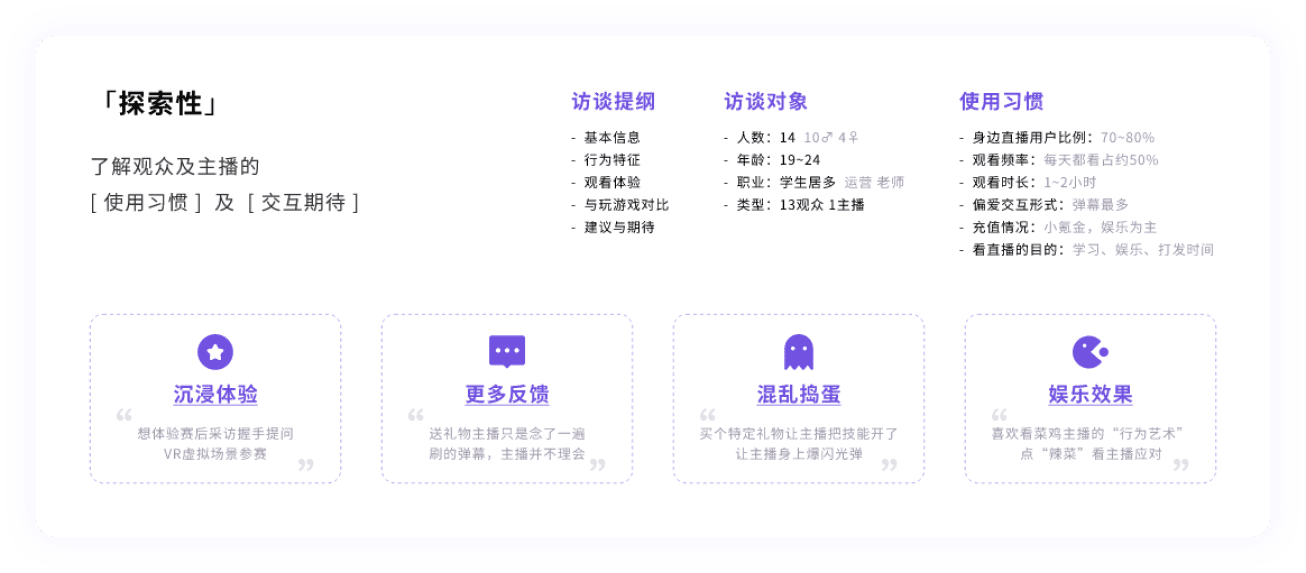 「探索性」
了解观众及主播的
[ 使用习惯 ] 及 [ 交互期待 ]
访谈提纲
- 基本信息
- 行为特征
- 观看体验
- 与玩游戏对比
- 建议与期待
访谈对象
- 人数：14 10♂ 4♀
- 年龄：19~24
- 职业：学生居多 运营 老师
- 类型：13观众 1主播
使用习惯
- 身边直播用户比例：70~80%
- 观看频率：每天都看占约50%
- 观看时长：1~2小时
- 偏爱交互形式：弹幕最多
- 充值情况：小氪金，娱乐为主
- 看直播的目的：学习、娱乐、打发时间
沉浸体验
“
想体验赛后采访握手提问
VR虚拟场景参赛
”
更多反馈
“
送礼物主播只是念了一遍
刷的弹幕，主播并不理会
”
混乱捣蛋
“
买个特定礼物让主播把技能开了
让主播身上爆闪光弹
”
娱乐效果
“
喜欢看菜鸡主播的“行为艺术”
点“辣菜”看主播应对
”